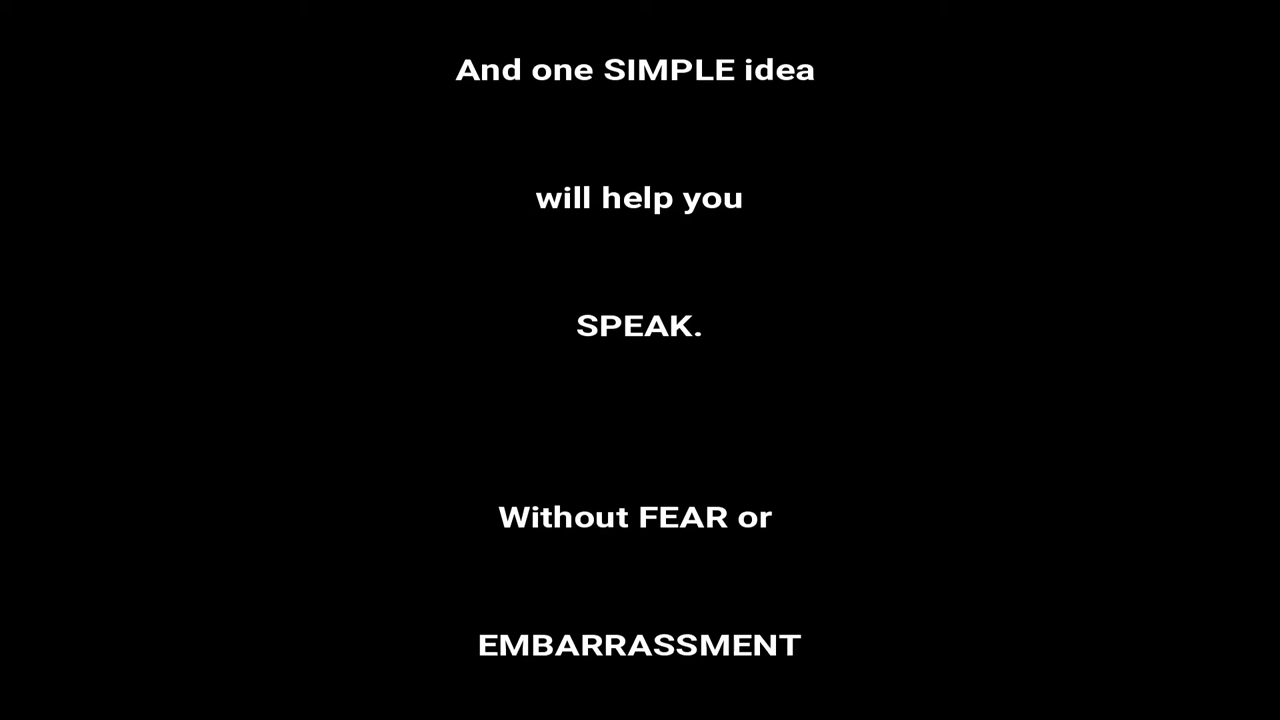 And one SIMPLE idea
will help you
SPEAK.
Without FEAR or
EMBARRASSMENT